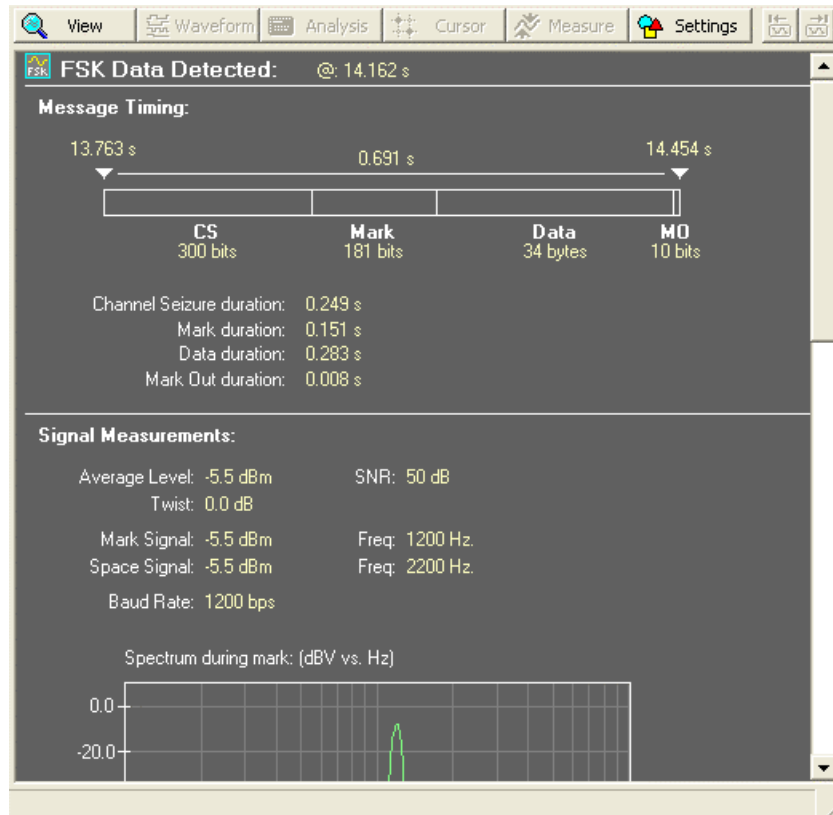 View Waveform Analysis Cursor Measure Settings
FSK FSK Data Detected: @: 14.162 s
Message Timing:
13.763 s 0.691 s 14.454 s
CS Mark Data MO
300 bits 181 bits 34 bytes 10 bits
Channel Seizure duration: 0.249 s
Mark duration: 0.151 s
Data duration: 0.283 s
Mark Out duration: 0.008 s
Signal Measurements:
Average Level: -5.5 dBm SNR: 50 dB
Twist: 0.0 dB
Mark Signal: -5.5 dBm Freq: 1200 Hz.
Space Signal: -5.5 dBm Freq: 2200 Hz.
Baud Rate: 1200 bps
Spectrum during mark: (dBV vs. Hz)
0.0
-20.0